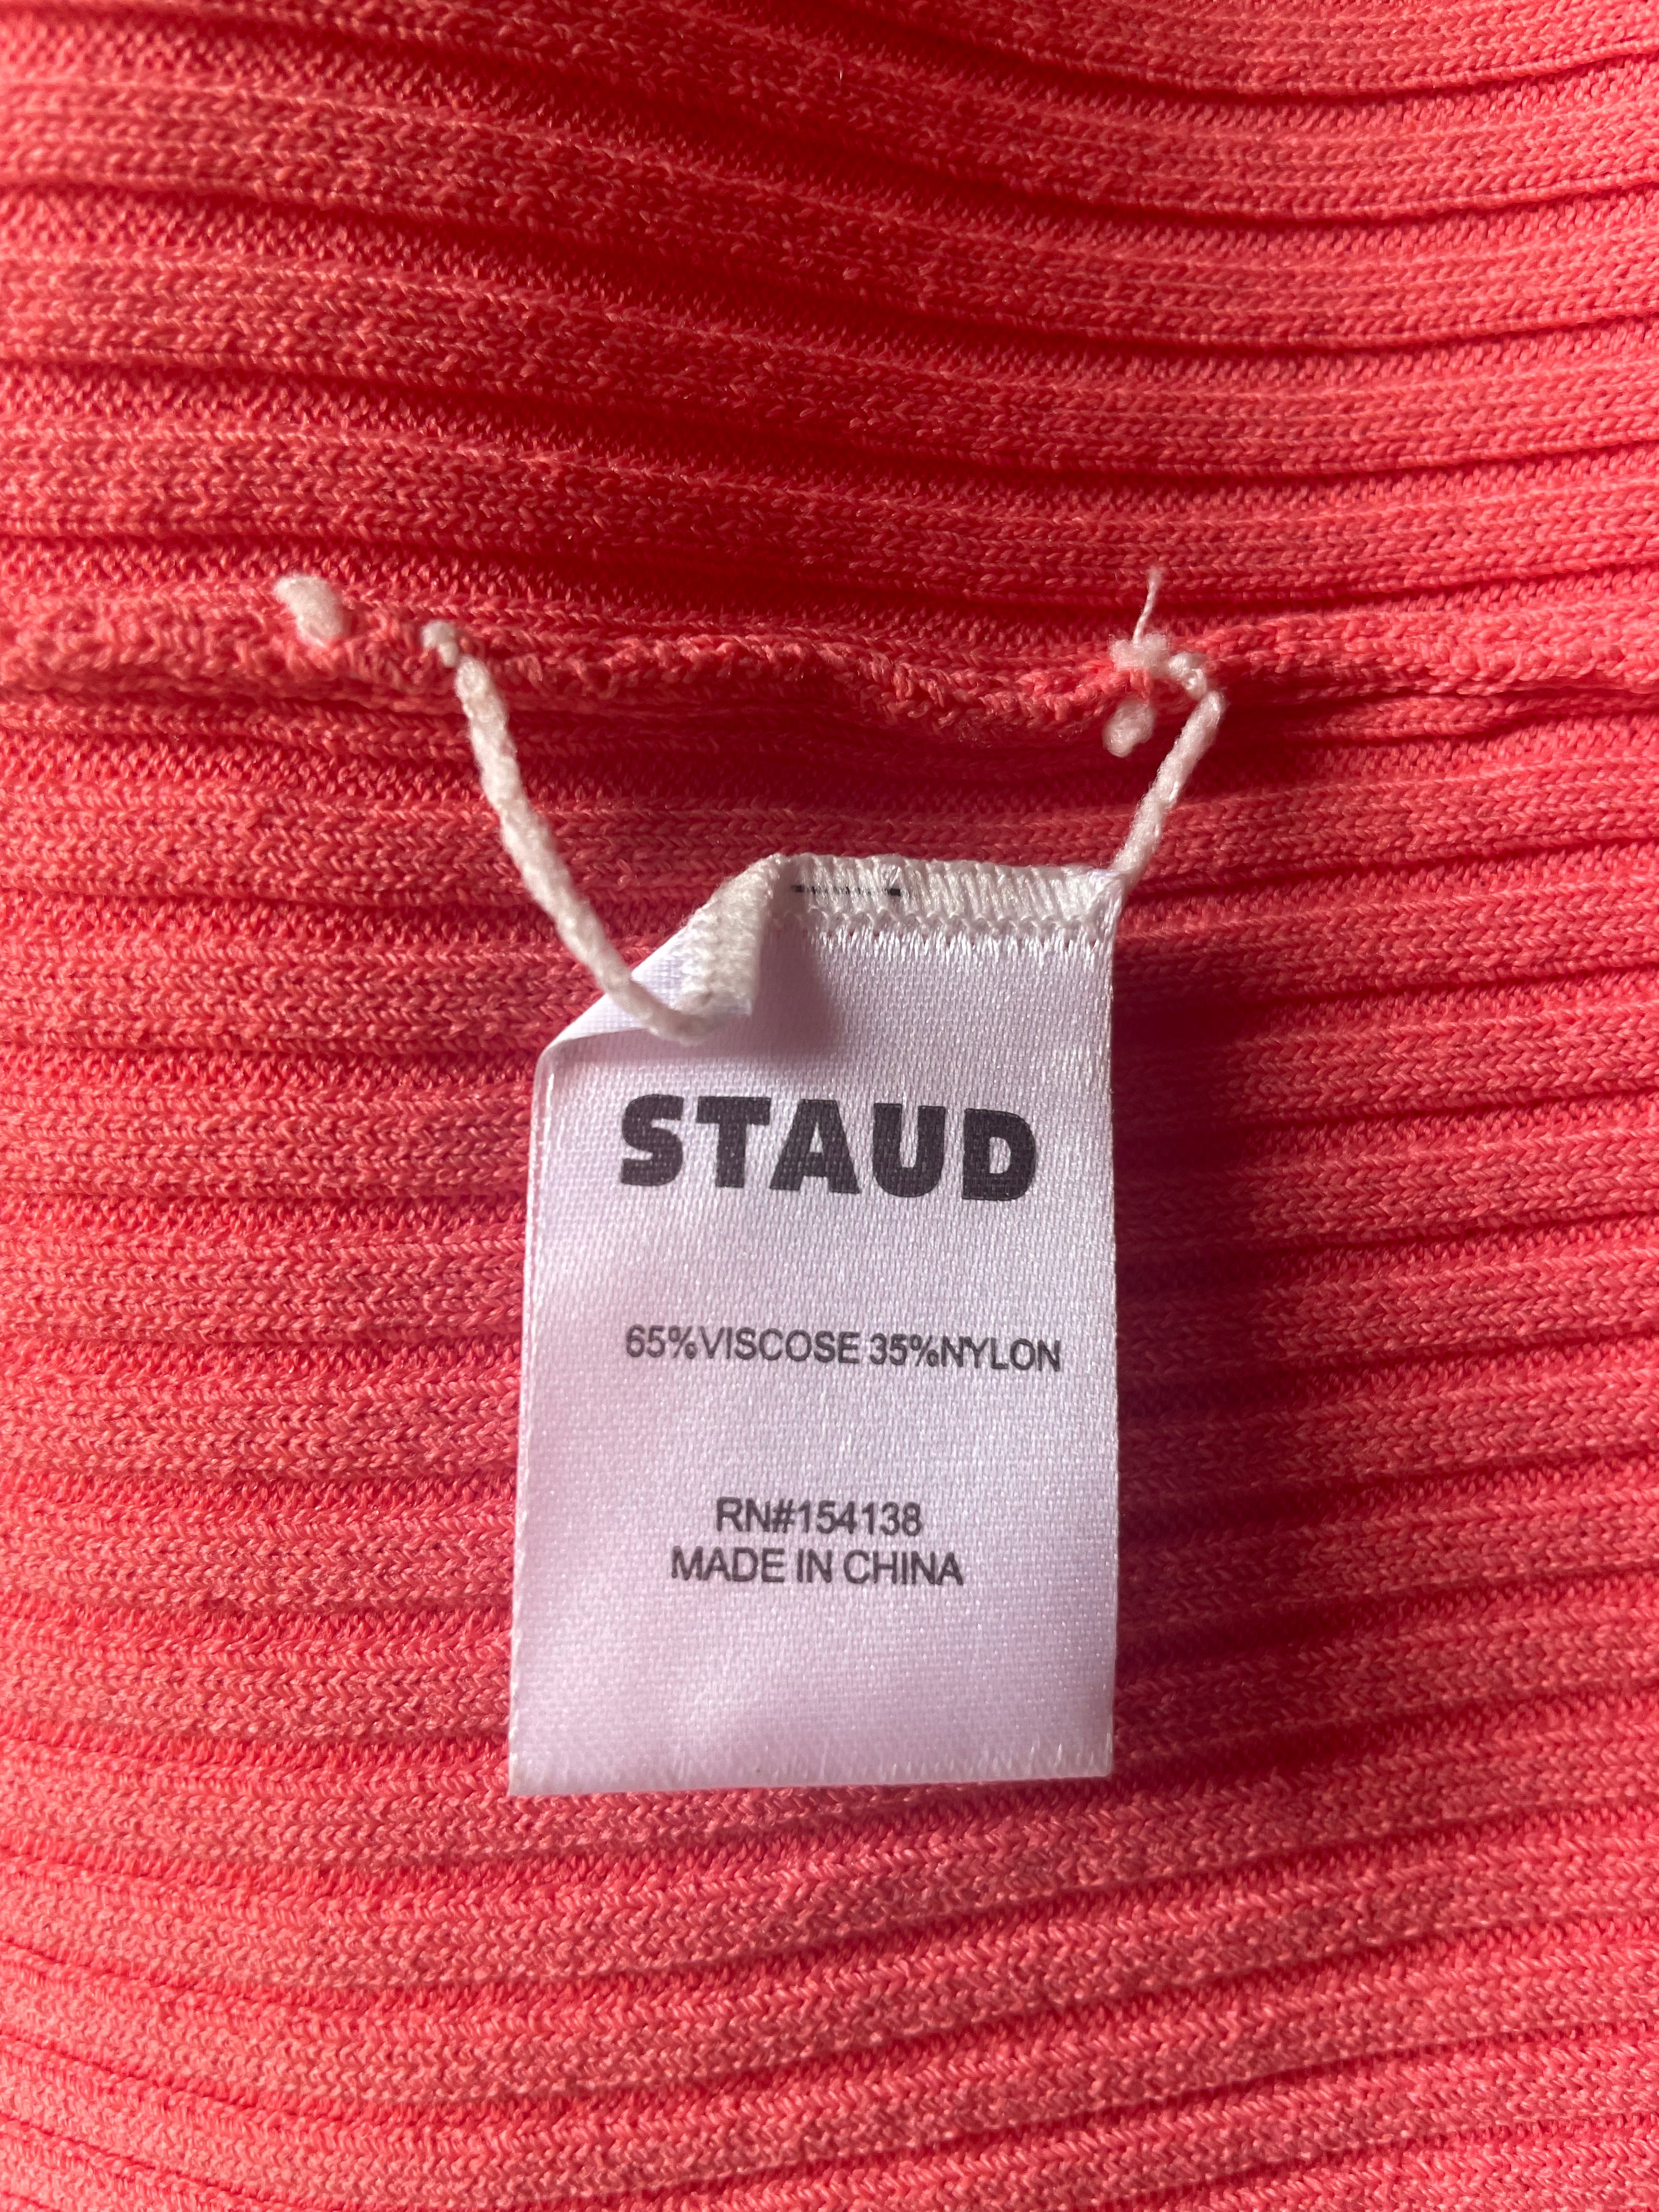 STAUD
65%VISCOSE 35%NYLON
RN#154138
MADE IN CHINA